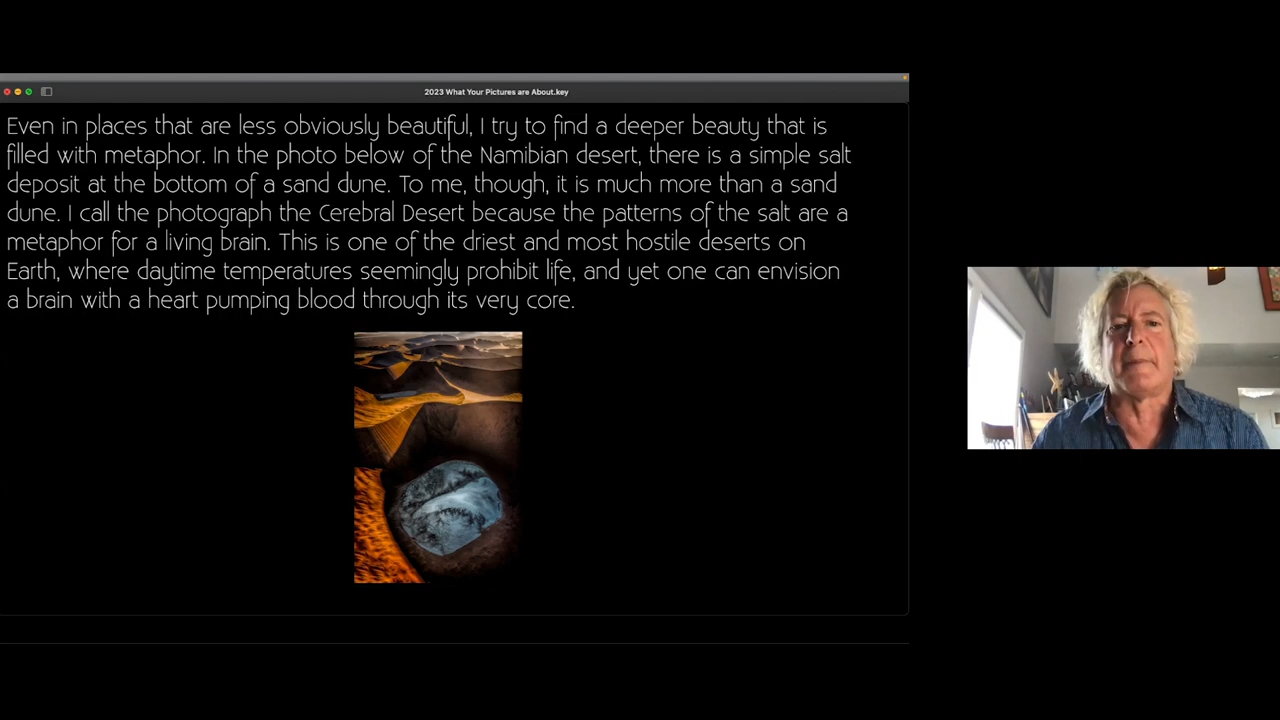 2023 What Your Pictures are About.key
Even in places that are less obviously beautiful, I try to find a deeper beauty that is
filled with metaphor. In the photo below of the Namibian desert, there is a simple salt
deposit at the bottom of a sand dune. To me, though, it is much more than a sand
dune. I call the photograph the Cerebral Desert because the patterns of the salt are a
metaphor for a living brain. This is one of the driest and most hostile deserts on
Earth, where daytime temperatures seemingly prohibit life, and yet one can envision
a brain with a heart pumping blood through its very core.